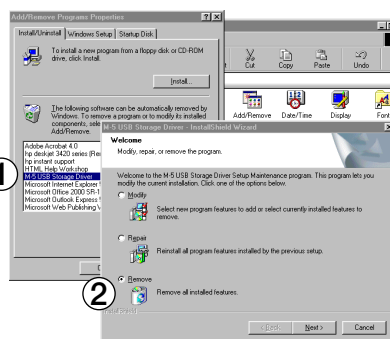 Add/Remove Programs Properties
Install/Uninstall Windows Setup Startup Disk
To install a new program from a floppy disk or CD-ROM
drive, click Install.
Install...
The following software can be automatically removed by
Windows. To remove a program or to modify its installed
components, sele
Add/Remove.
Adobe Acrobat 4.0
hp deskjet 3420 series (Re
hp instant support
HTML Help Workshop
M-5 USB Storage Driver
Microsoft Internet Explorer
Microsoft Office 2000 SR-1
Microsoft Outlook Express
Microsoft Web Publishing
1
Cut Copy Paste Undo
Add/Remove Date/Time Display Font
M-5 USB Storage Driver - InstallShield Wizard
Welcome
Modify, repair, or remove the program.
Welcome to the M-5 USB Storage Driver Setup Maintenance program. This program lets you
modify the current installation. Click one of the options below.
Modify
Select new program features to add or select currently installed features to
remove.
Repair
Reinstall all program features installed by the previous setup.
Remove
2
Remove all installed features.
InstallShield
< Back Next > Cancel